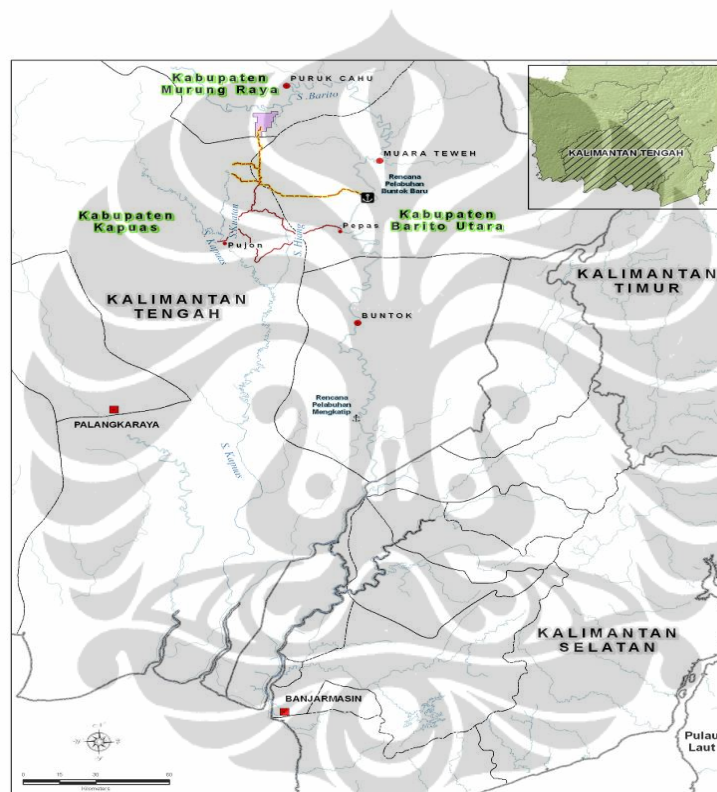 Kabupaten
Murung Raya
PURUK CAHU
S. Barito
KALIMANTAN TENGAH
MUARA TEWEH
Rencana
Pelabuhan
Buntok Baru
Kabupaten
Kapuas
Kabupaten
Barito Utara
Pepas
Pujon
S. Kapuas
KALIMANTAN
TENGAH
KALIMANTAN
TIMUR
BUNTOK
Rencana
Pelabuhan
Mengkatip
PALANGKARAYA
S. Kapuas
KALIMANTAN
SELATAN
BANJARMASIN
Pulau
Laut
0 15 30 60
Kilometers